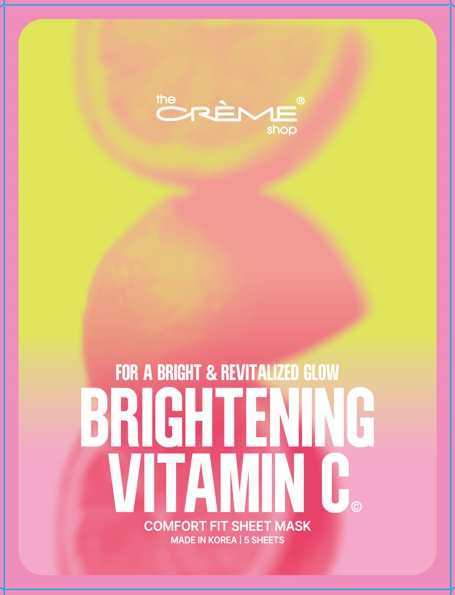 the
CRÈME®
shop
FOR A BRIGHT & REVITALIZED GLOW
BRIGHTENING
VITAMIN C©
COMFORT FIT SHEET MASK
MADE IN KOREA | 5 SHEETS